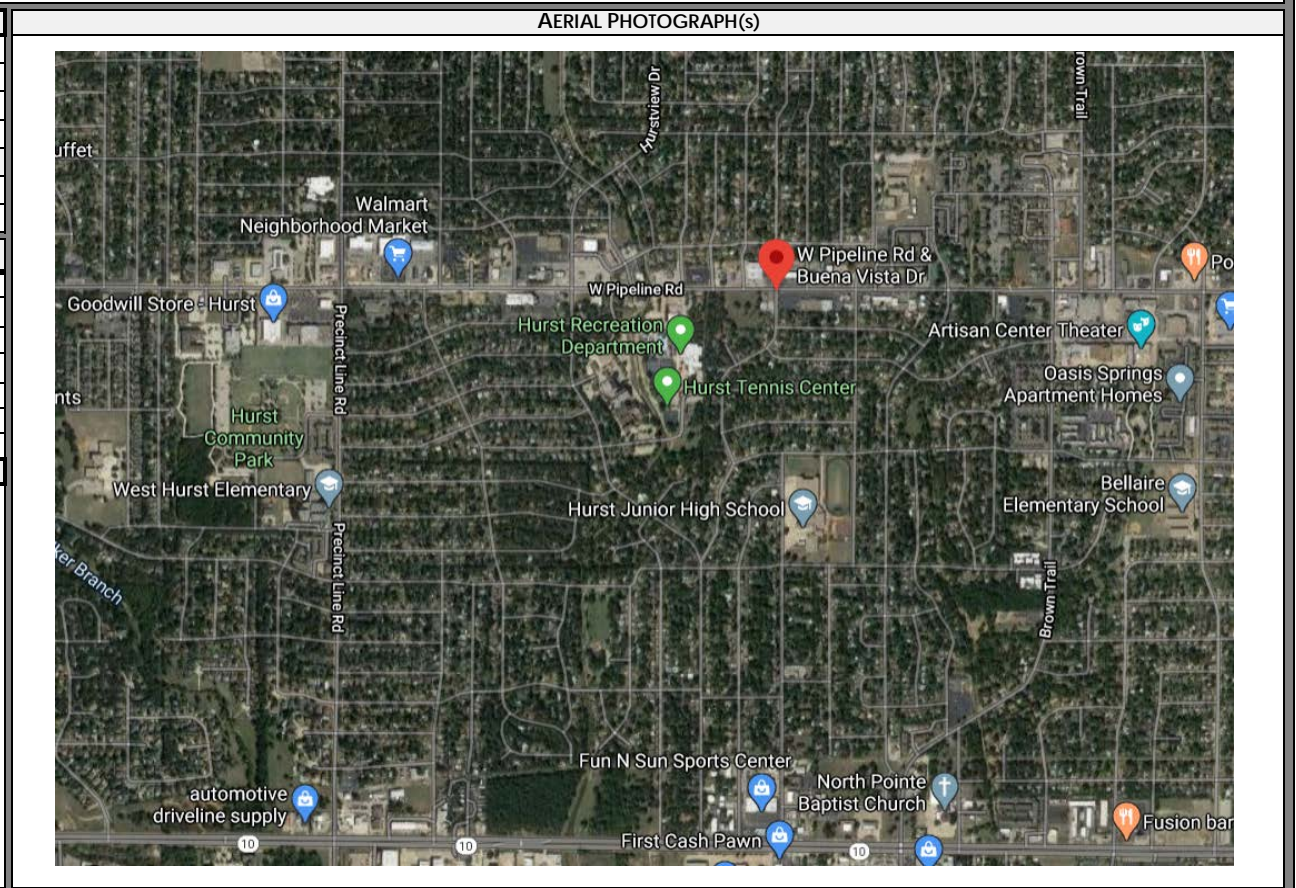 AERIAL PHOTOGRAPH(s)
Hurstview Dr
rown Trail
uffet
Walmart
Neighborhood Market
W Pipeline Rd &
Buena Vista Dr
Po
W Pipeline Rd
Goodwill Store - Hurst
Precinct Line Rd
Hurst Recreation
Department
Artisan Center Theater
Hurst Tennis Center
Oasis Springs
Apartment Homes
nts
Hurst
Community
Park
West Hurst Elementary
Hurst Junior High School
Bellaire
Elementary School
Precinct Line Rd
ker Branch
Brown Trail
Fun N Sun Sports Center
North Pointe
Baptist Church
automotive
driveline supply
Fusion bar
First Cash Pawn
10
10
10